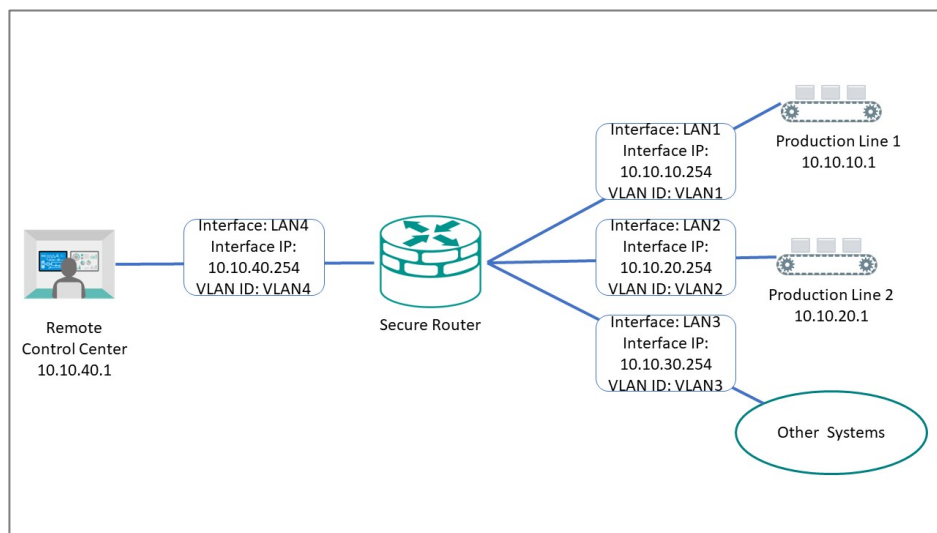 Interface: LAN1
Interface IP:
10.10.10.254
VLAN ID: VLAN1
Production Line 1
10.10.10.1
Interface: LAN4
Interface IP:
10.10.40.254
VLAN ID: VLAN4
Interface: LAN2
Interface IP:
10.10.20.254
VLAN ID: VLAN2
Production Line 2
10.10.20.1
Remote
Control Center
10.10.40.1
Secure Router
Interface: LAN3
Interface IP:
10.10.30.254
VLAN ID: VLAN3
Other Systems